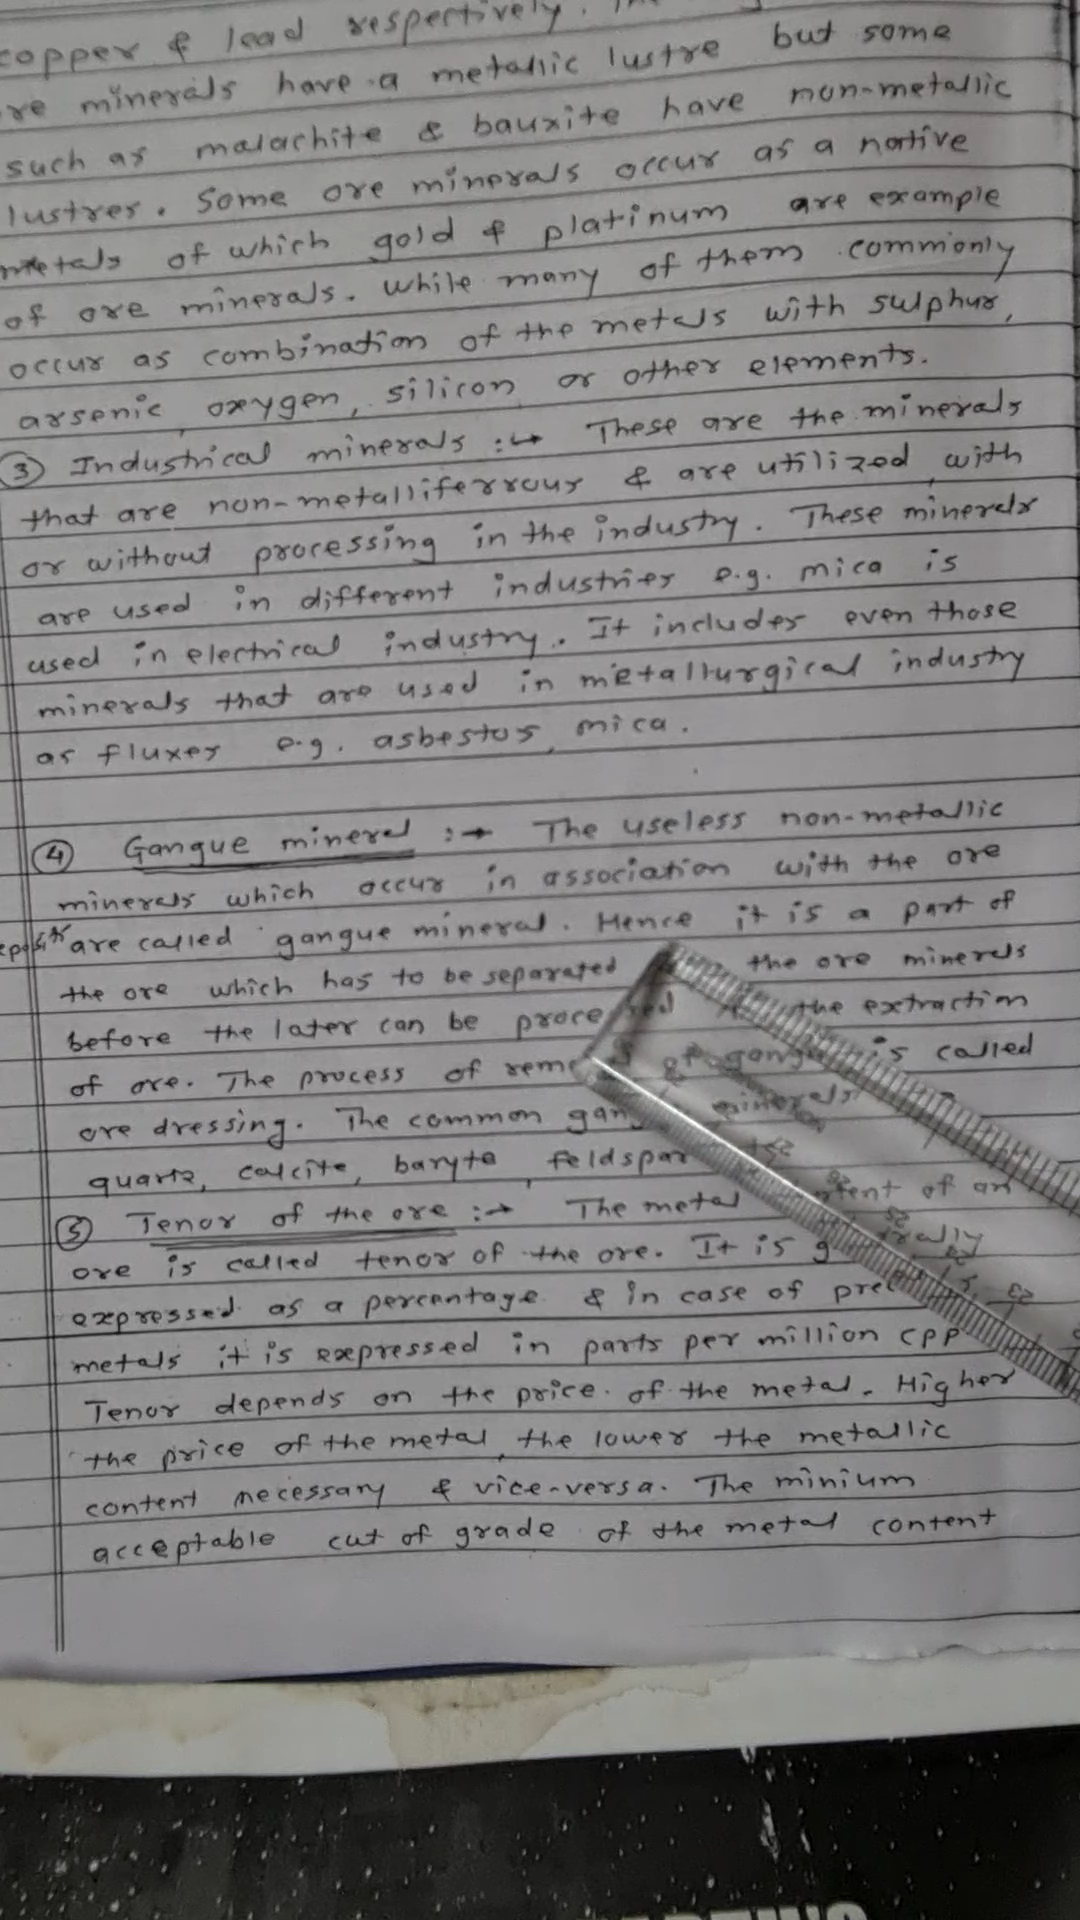 copper & lead respectively.
re minerals have a metallic lustre but some
such as malachite & bauxite have non-metallic
lustres. Some ore minerals occur as a native
metals of which gold & platinum are example
of ore minerals. While many of them commonly
occur as combination of the metals with sulphur,
arsenic, oxygen, silicon or other elements.
③ Industrical minerals :→ These are the minerals
that are non-metalliferrous & are utilized with
or without processing in the industry. These minerals
are used in different industries e.g. mica is
used in electrical industry. It includes even those
minerals that are used in metallurgical industry
as fluxes e.g. asbestos, mica.
④ Gangue mineral :→ The useless non-metallic
minerals which occur in association with the ore
are called gangue mineral. Hence it is a part of
the ore which has to be separated the ore minerals
before the later can be the extraction
of ore. The process of is called
ore dressing. The common minerals
quartz, calcite, baryte, feldspar
⑤ Tenor of the ore :→ The metal of an
ore is called tenor of the ore. It is
expressed as a percentage & in case of
metals it is expressed in parts per million
Tenor depends on the price of the metal. Higher
the price of the metal, the lower the metallic
content necessary & vice-versa. The minium
acceptable cut of grade of the metal content